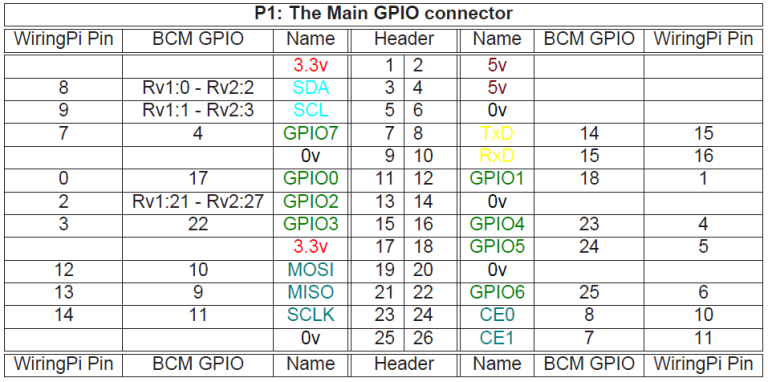 P1: The Main GPIO connector
WiringPi Pin BCM GPIO Name Header Name BCM GPIO WiringPi Pin
3.3v 1 2 5v
8 Rv1:0 - Rv2:2 SDA 3 4 5v
9 Rv1:1 - Rv2:3 SCL 5 6 0v
7 4 GPIO7 7 8 TxD 14 15
0v 9 10 RxD 15 16
0 17 GPIO0 11 12 GPIO1 18 1
2 Rv1:21 - Rv2:27 GPIO2 13 14 0v
3 22 GPIO3 15 16 GPIO4 23 4
3.3v 17 18 GPIO5 24 5
12 10 MOSI 19 20 0v
13 9 MISO 21 22 GPIO6 25 6
14 11 SCLK 23 24 CE0 8 10
0v 25 26 CE1 7 11
WiringPi Pin BCM GPIO Name Header Name BCM GPIO WiringPi Pin